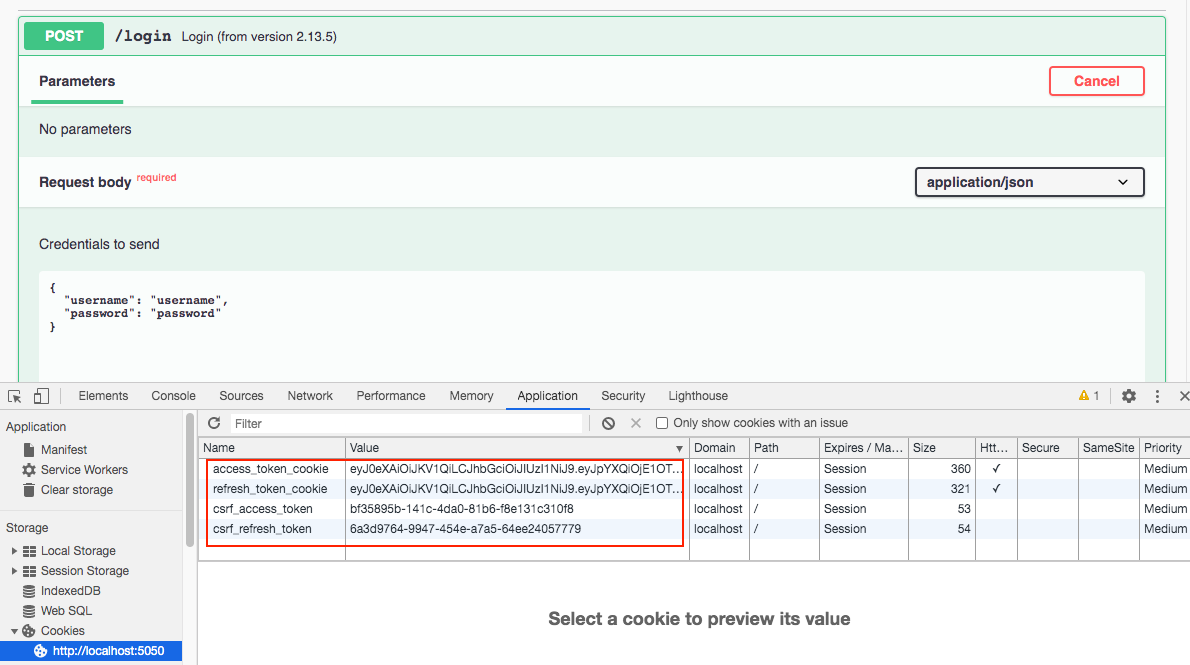 POST /login Login (from version 2.13.5)
Parameters Cancel
No parameters
Request body required application/json
Credentials to send
{
"username": "username",
"password": "password"
}
Elements Console Sources Network Performance Memory Application Security Lighthouse 1
Application Filter Only show cookies with an issue
Manifest
Service Workers
Clear storage
Storage
Local Storage
Session Storage
IndexedDB
Web SQL
Cookies
http://localhost:5050
Name Value Domain Path Expires / Ma... Size Htt... Secure SameSite Priority
access_token_cookie eyJ0eXAiOiJKV1QiLCJhbGciOiJIUzI1NiJ9.eyJpYXQiOjE1OT... localhost / Session 360 ✓ Medium
refresh_token_cookie eyJ0eXAiOiJKV1QiLCJhbGciOiJIUzI1NiJ9.eyJpYXQiOjE1OT... localhost / Session 321 ✓ Medium
csrf_access_token bf35895b-141c-4da0-81b6-f8e131c310f8 localhost / Session 53 Medium
csrf_refresh_token 6a3d9764-9947-454e-a7a5-64ee24057779 localhost / Session 54 Medium
Select a cookie to preview its value